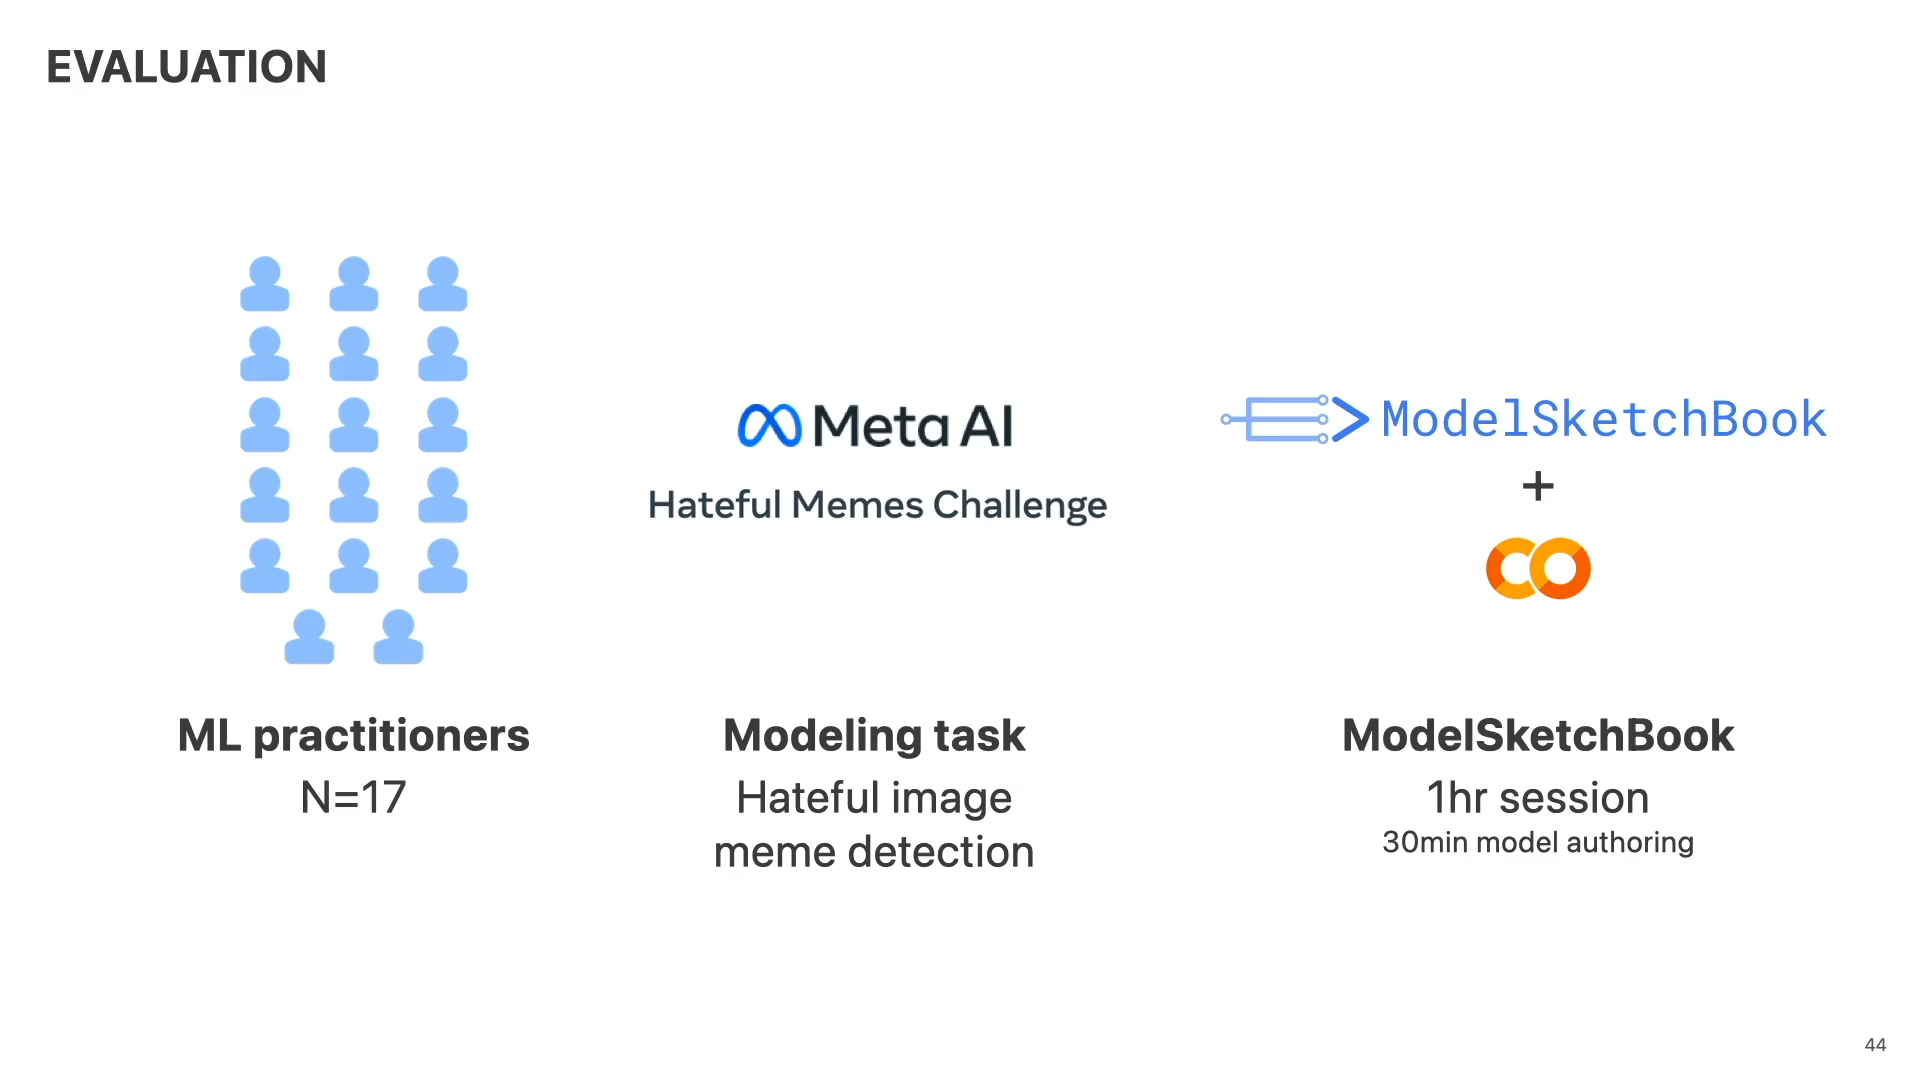 EVALUATION
Meta AI
Hateful Memes Challenge
ModelSketchBook
+
ML practitioners
N=17
Modeling task
Hateful image
meme detection
ModelSketchBook
1hr session
30min model authoring
44